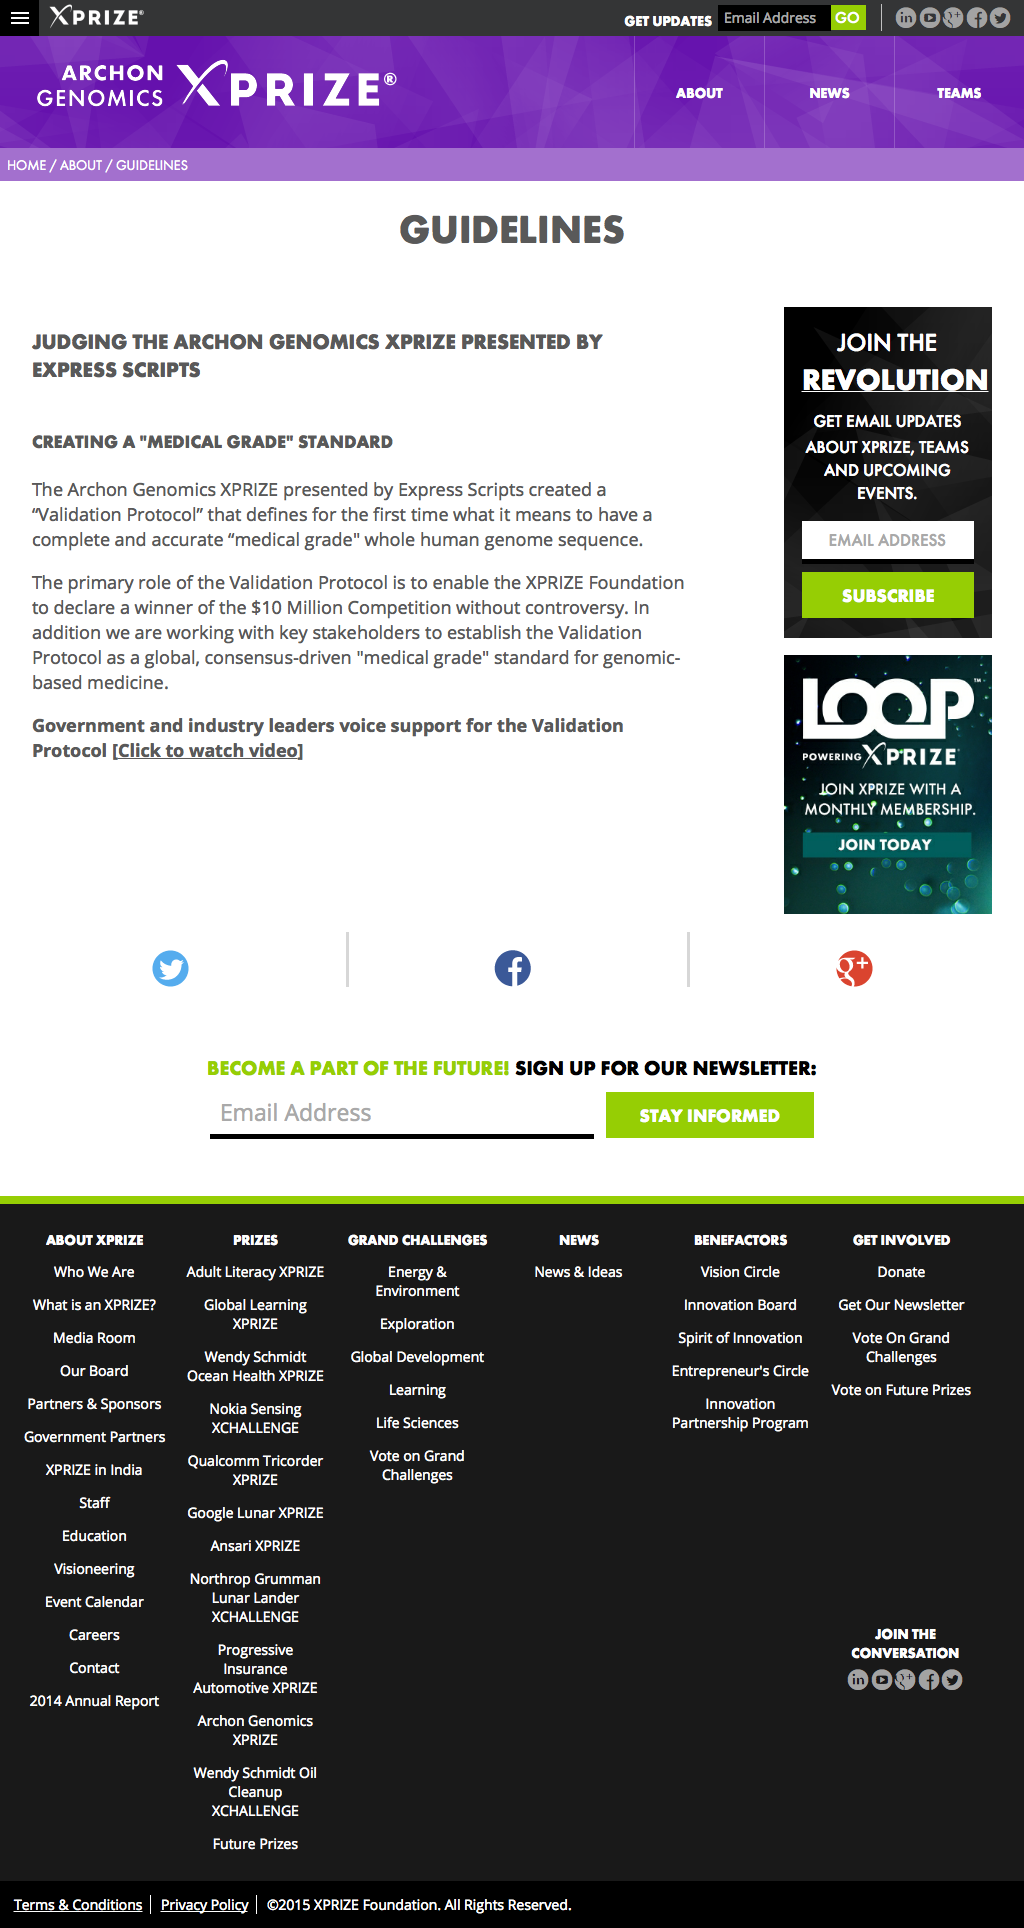 XPRIZE®
GET UPDATES
Email Address
GO
ARCHON
GENOMICS
XPRIZE®
ABOUT
NEWS
TEAMS
HOME / ABOUT / GUIDELINES
GUIDELINES
JUDGING THE ARCHON GENOMICS XPRIZE PRESENTED BY
EXPRESS SCRIPTS
CREATING A "MEDICAL GRADE" STANDARD
The Archon Genomics XPRIZE presented by Express Scripts created a
“Validation Protocol” that defines for the first time what it means to have a
complete and accurate “medical grade" whole human genome sequence.
The primary role of the Validation Protocol is to enable the XPRIZE Foundation
to declare a winner of the $10 Million Competition without controversy. In
addition we are working with key stakeholders to establish the Validation
Protocol as a global, consensus-driven "medical grade" standard for genomic-
based medicine.
Government and industry leaders voice support for the Validation
Protocol [Click to watch video]
JOIN THE
REVOLUTION
GET EMAIL UPDATES
ABOUT XPRIZE, TEAMS
AND UPCOMING
EVENTS.
EMAIL ADDRESS
SUBSCRIBE
LOOP™
POWERING XPRIZE
JOIN XPRIZE WITH A
MONTHLY MEMBERSHIP.
JOIN TODAY
BECOME A PART OF THE FUTURE! SIGN UP FOR OUR NEWSLETTER:
Email Address
STAY INFORMED
ABOUT XPRIZE
Who We Are
What is an XPRIZE?
Media Room
Our Board
Partners & Sponsors
Government Partners
XPRIZE in India
Staff
Education
Visioneering
Event Calendar
Careers
Contact
2014 Annual Report
PRIZES
Adult Literacy XPRIZE
Global Learning
XPRIZE
Wendy Schmidt
Ocean Health XPRIZE
Nokia Sensing
XCHALLENGE
Qualcomm Tricorder
XPRIZE
Google Lunar XPRIZE
Ansari XPRIZE
Northrop Grumman
Lunar Lander
XCHALLENGE
Progressive
Insurance
Automotive XPRIZE
Archon Genomics
XPRIZE
Wendy Schmidt Oil
Cleanup
XCHALLENGE
Future Prizes
GRAND CHALLENGES
Energy &
Environment
Exploration
Global Development
Learning
Life Sciences
Vote on Grand
Challenges
NEWS
News & Ideas
BENEFACTORS
Vision Circle
Innovation Board
Spirit of Innovation
Entrepreneur's Circle
Innovation
Partnership Program
GET INVOLVED
Donate
Get Our Newsletter
Vote On Grand
Challenges
Vote on Future Prizes
JOIN THE
CONVERSATION
Terms & Conditions
Privacy Policy
©2015 XPRIZE Foundation. All Rights Reserved.